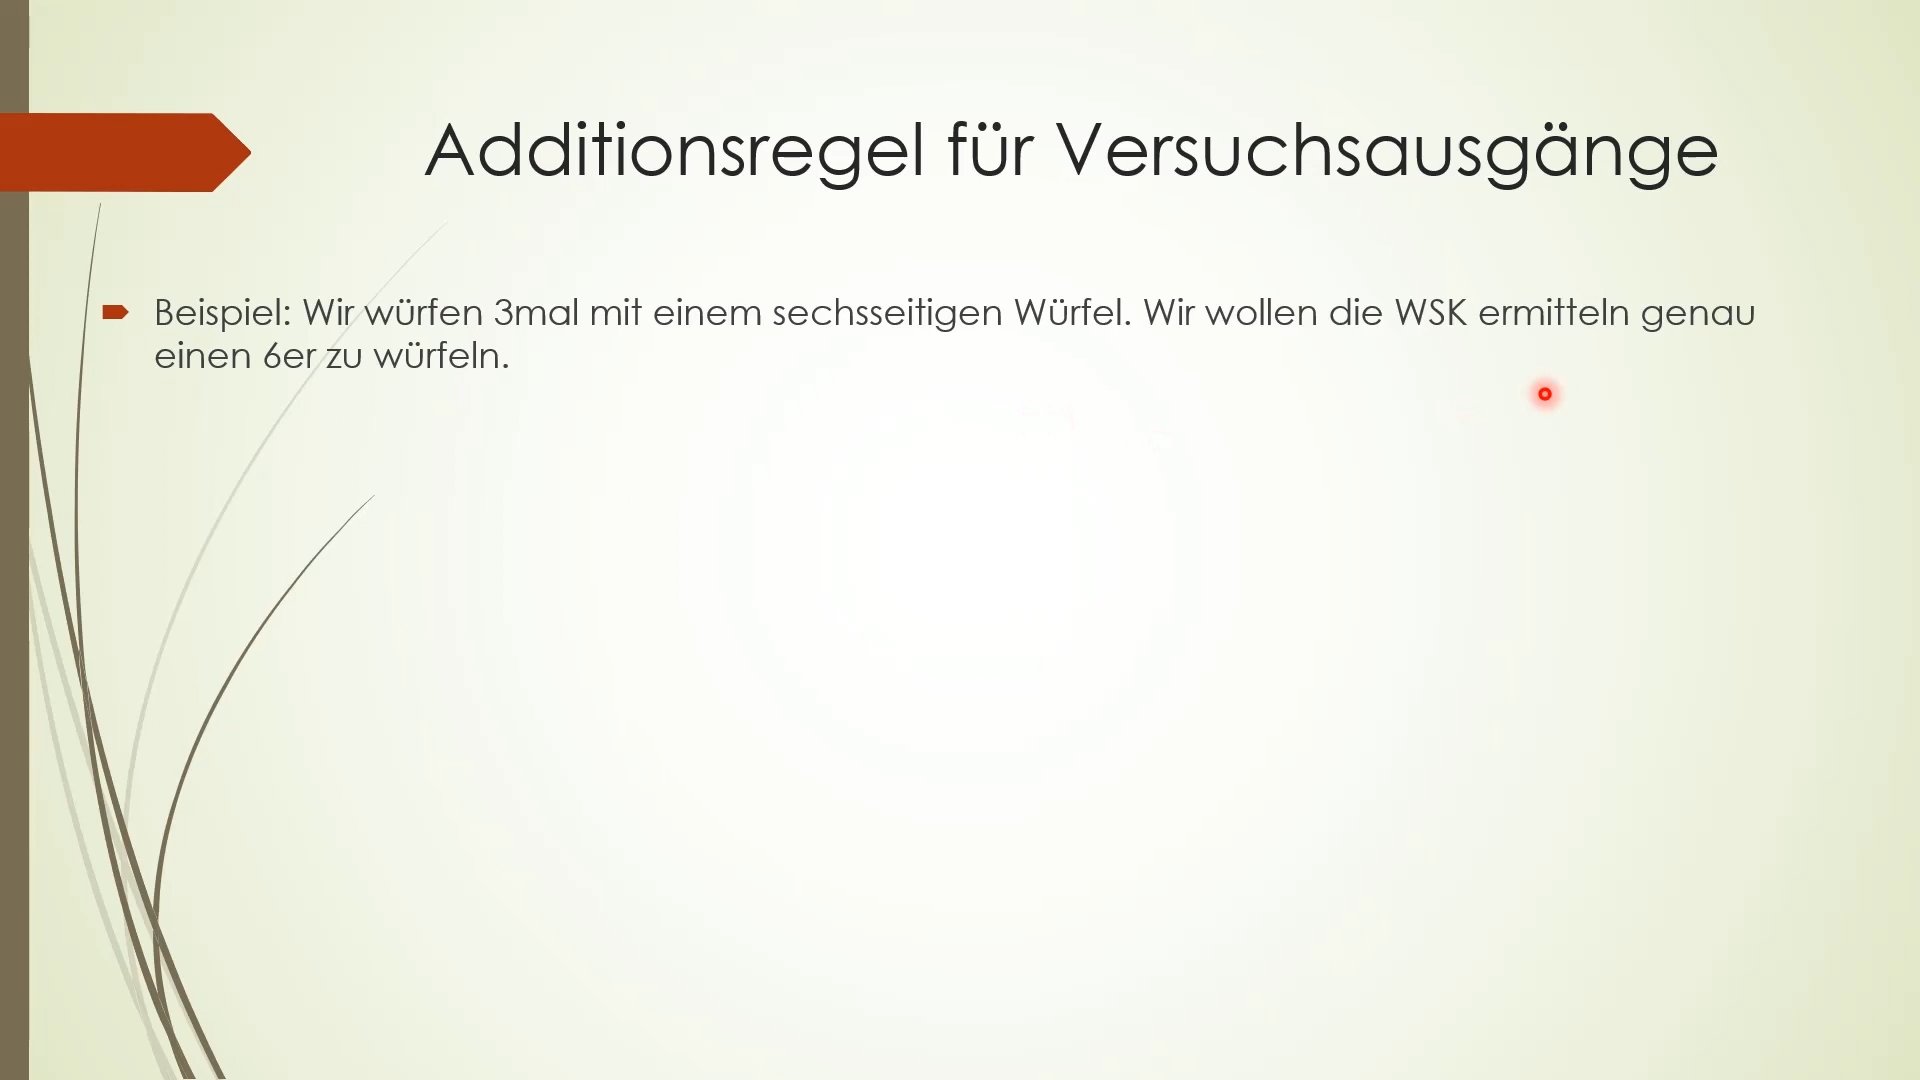 Additionsregel für Versuchsausgänge
Beispiel: Wir würfen 3mal mit einem sechsseitigen Würfel. Wir wollen die WSK ermitteln genau
einen 6er zu würfeln.